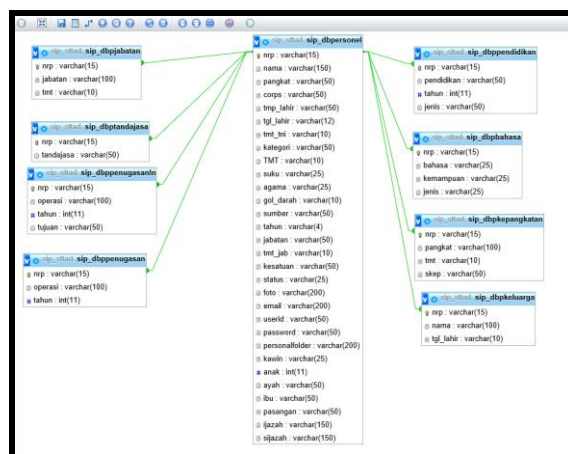 sip_sttad sip_dbpjabatan
nrp : varchar(15)
jabatan : varchar(100)
tmt : varchar(10)
sip_sttad sip_dbptandajasa
nrp : varchar(15)
tandajasa : varchar(50)
sip_sttad sip_dbppenugasanln
nrp : varchar(15)
operasi : varchar(100)
tahun : int(11)
tujuan : varchar(50)
sip_sttad sip_dbppenugasan
nrp : varchar(15)
operasi : varchar(100)
tahun : int(11)
sip_sttad sip_dbpersonel
nrp : varchar(15)
nama : varchar(150)
pangkat : varchar(50)
corps : varchar(50)
tmp_lahir : varchar(50)
tgl_lahir : varchar(12)
tmt_tni : varchar(10)
kategori : varchar(50)
TMT : varchar(10)
suku : varchar(25)
agama : varchar(25)
gol_darah : varchar(10)
sumber : varchar(50)
tahun : varchar(4)
jabatan : varchar(50)
tmt_jab : varchar(10)
kesatuan : varchar(50)
status : varchar(25)
foto : varchar(200)
email : varchar(200)
userid : varchar(50)
password : varchar(50)
personalfolder : varchar(200)
kawin : varchar(25)
anak : int(11)
ayah : varchar(50)
ibu : varchar(50)
pasangan : varchar(50)
ijazah : varchar(150)
sijazah : varchar(150)
sip_sttad sip_dbppendidikan
nrp : varchar(15)
pendidikan : varchar(50)
tahun : int(11)
jenis : varchar(50)
sip_sttad sip_dbpbahasa
nrp : varchar(15)
bahasa : varchar(25)
kemampuan : varchar(25)
jenis : varchar(25)
sip_sttad sip_dbpkepangkatan
nrp : varchar(15)
pangkat : varchar(100)
tmt : varchar(10)
skep : varchar(50)
sip_sttad sip_dbpkeluarga
nrp : varchar(15)
nama : varchar(100)
tgl_lahir : varchar(10)